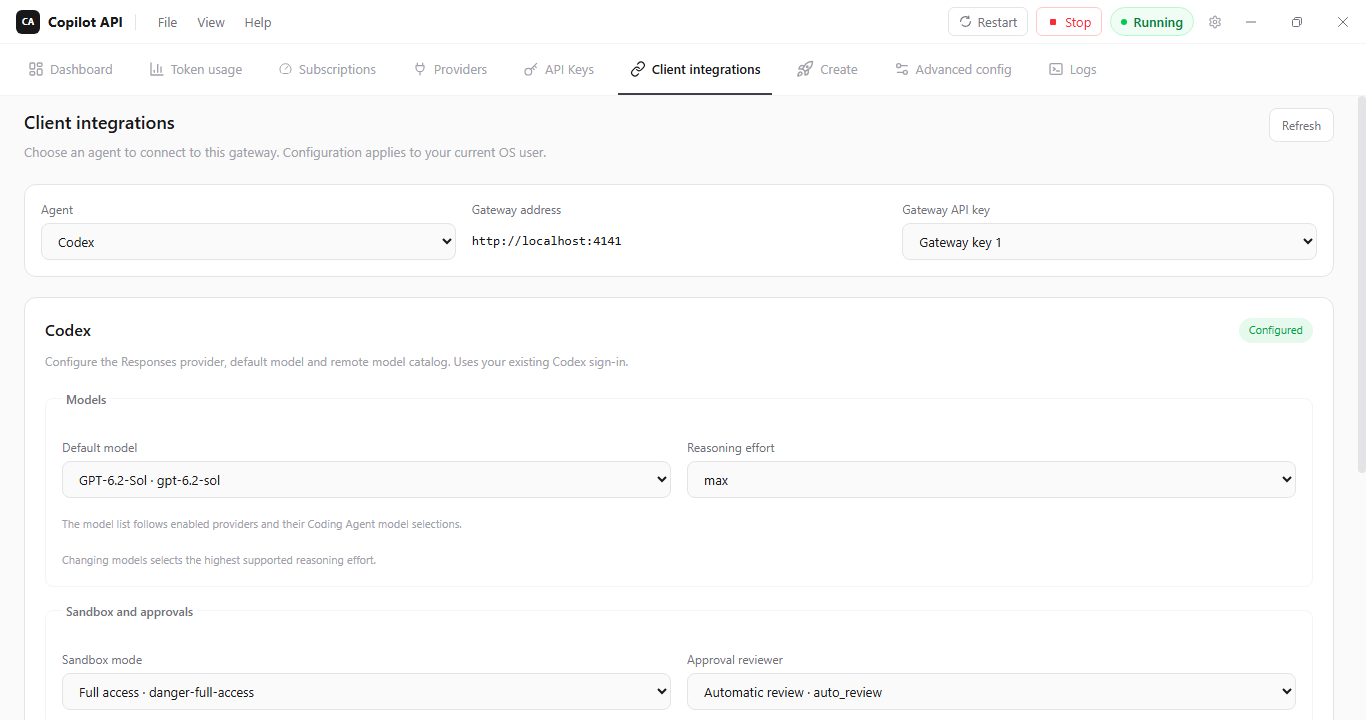 CA Copilot API File View Help Restart Stop Running
Dashboard Token usage Subscriptions Providers API Keys Client integrations Create Advanced config Logs
Client integrations
Refresh
Choose an agent to connect to this gateway. Configuration applies to your current OS user.
Agent Gateway address Gateway API key
Codex http://localhost:4141 Gateway key 1
Codex Configured
Configure the Responses provider, default model and remote model catalog. Uses your existing Codex sign-in.
Models
Default model Reasoning effort
GPT-6.2-Sol · gpt-6.2-sol max
The model list follows enabled providers and their Coding Agent model selections.
Changing models selects the highest supported reasoning effort.
Sandbox and approvals
Sandbox mode Approval reviewer
Full access · danger-full-access Automatic review · auto_review